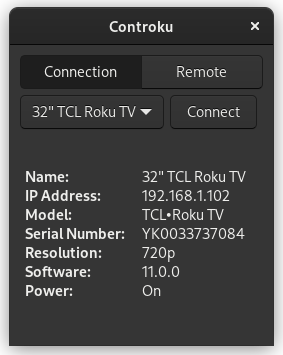 Controku ×
Connection Remote
32" TCL Roku TV Connect
Name: 32" TCL Roku TV
IP Address: 192.168.1.102
Model: TCL•Roku TV
Serial Number: YK0033737084
Resolution: 720p
Software: 11.0.0
Power: On